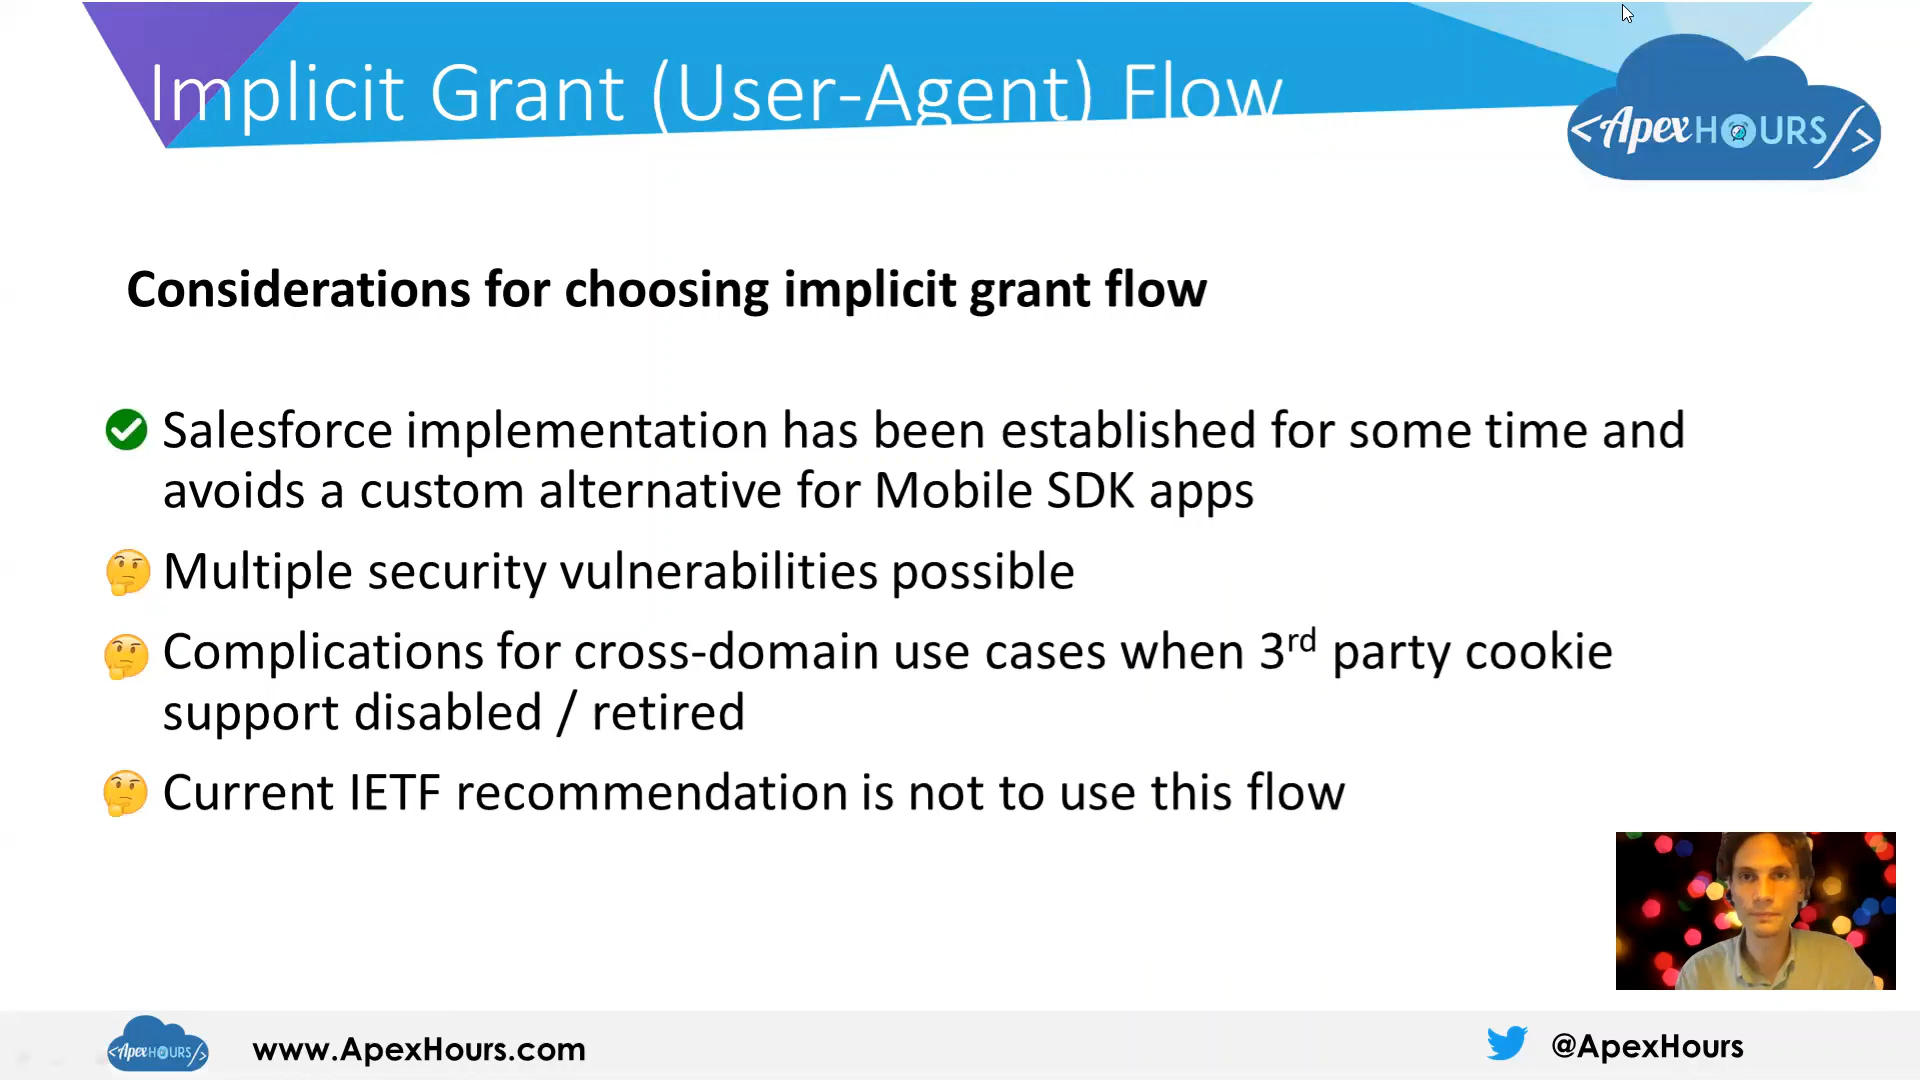 Implicit Grant (User-Agent) Flow
<ApexHOURS/>
Considerations for choosing implicit grant flow
Salesforce implementation has been established for some time and
avoids a custom alternative for Mobile SDK apps
Multiple security vulnerabilities possible
Complications for cross-domain use cases when 3rd party cookie
support disabled / retired
Current IETF recommendation is not to use this flow
<ApexHOURS/>
www.ApexHours.com
@ApexHours